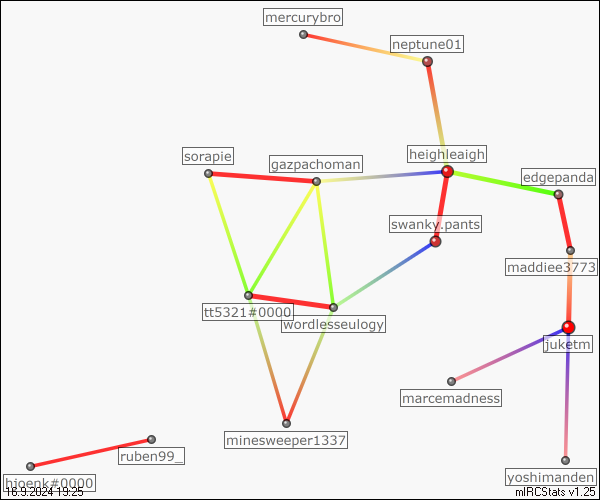 mercurybro
neptune01
heighleaigh
sorapie
gazpachoman
edgepanda
swanky.pants
maddiee3773
tt5321#0000
wordlesseulogy
juketm
marcemadness
minesweeper1337
ruben99_
hjoenk#0000
yoshimanden
16.9.2024 19:25
mIRCStats v1.25